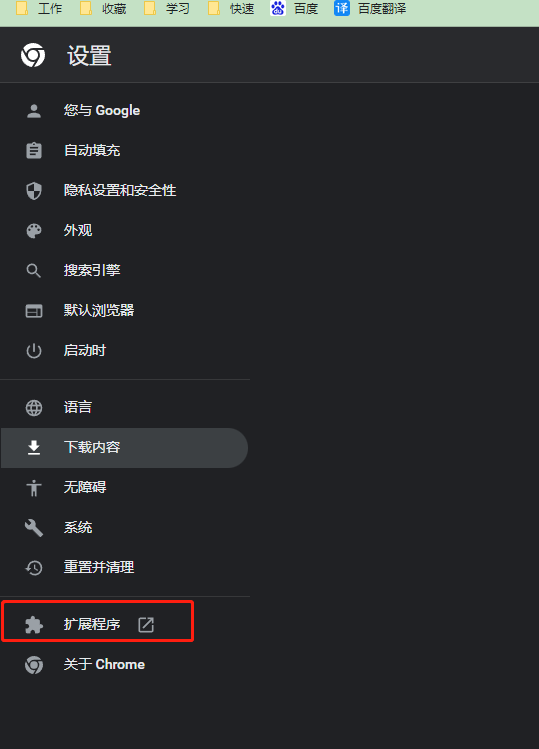 工作 收藏 学习 快速 百度 译 百度翻译
设置
您与 Google
自动填充
隐私设置和安全性
外观
搜索引擎
默认浏览器
启动时
语言
下载内容
无障碍
系统
重置并清理
扩展程序
关于 Chrome